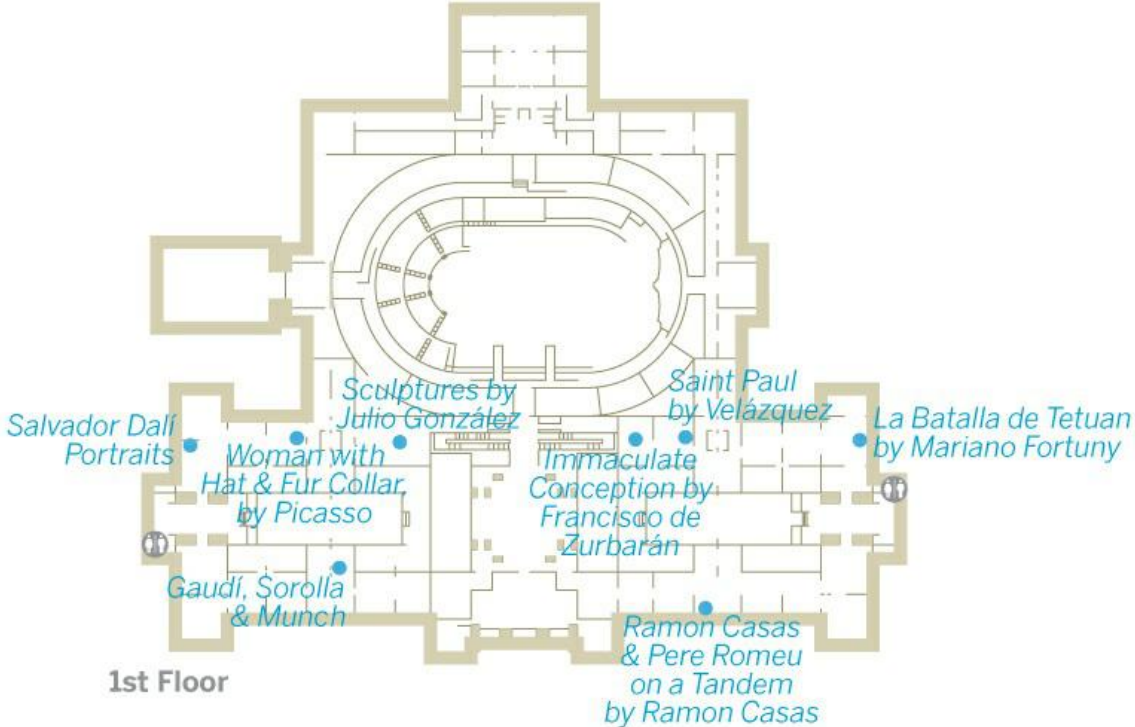 Salvador Dalí
Portraits
Woman with
Hat & Fur Collar,
by Picasso
Sculptures by
Julio González
Saint Paul
by Velázquez
La Batalla de Tetuan
by Mariano Fortuny
Immaculate
Conception by
Francisco de
Zurbarán
Gaudí, Sorolla
& Munch
Ramon Casas
& Pere Romeu
on a Tandem
by Ramon Casas
1st Floor